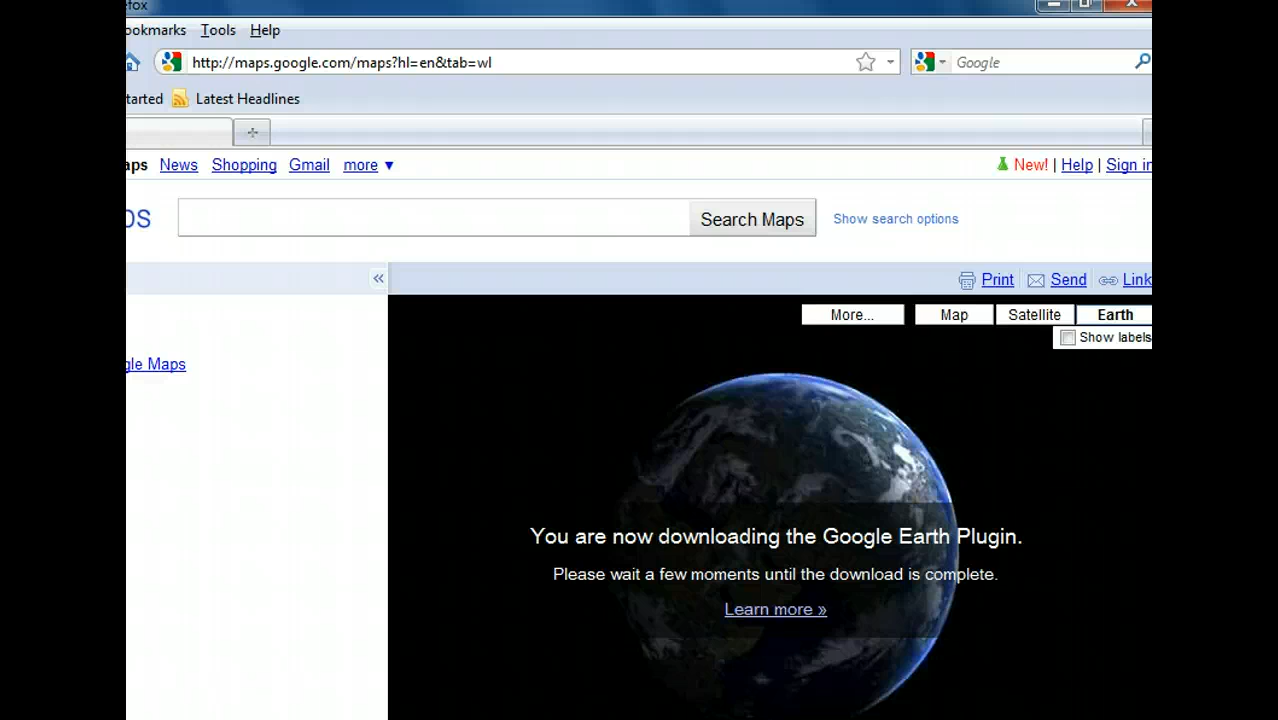 efox
ookmarks Tools Help
http://maps.google.com/maps?hl=en&tab=wl Google
tarted Latest Headlines
aps News Shopping Gmail more ▼ New! | Help | Sign in
ps Search Maps Show search options
« Print Send Link
More... Map Satellite Earth
Show labels
gle Maps
You are now downloading the Google Earth Plugin.
Please wait a few moments until the download is complete.
Learn more »